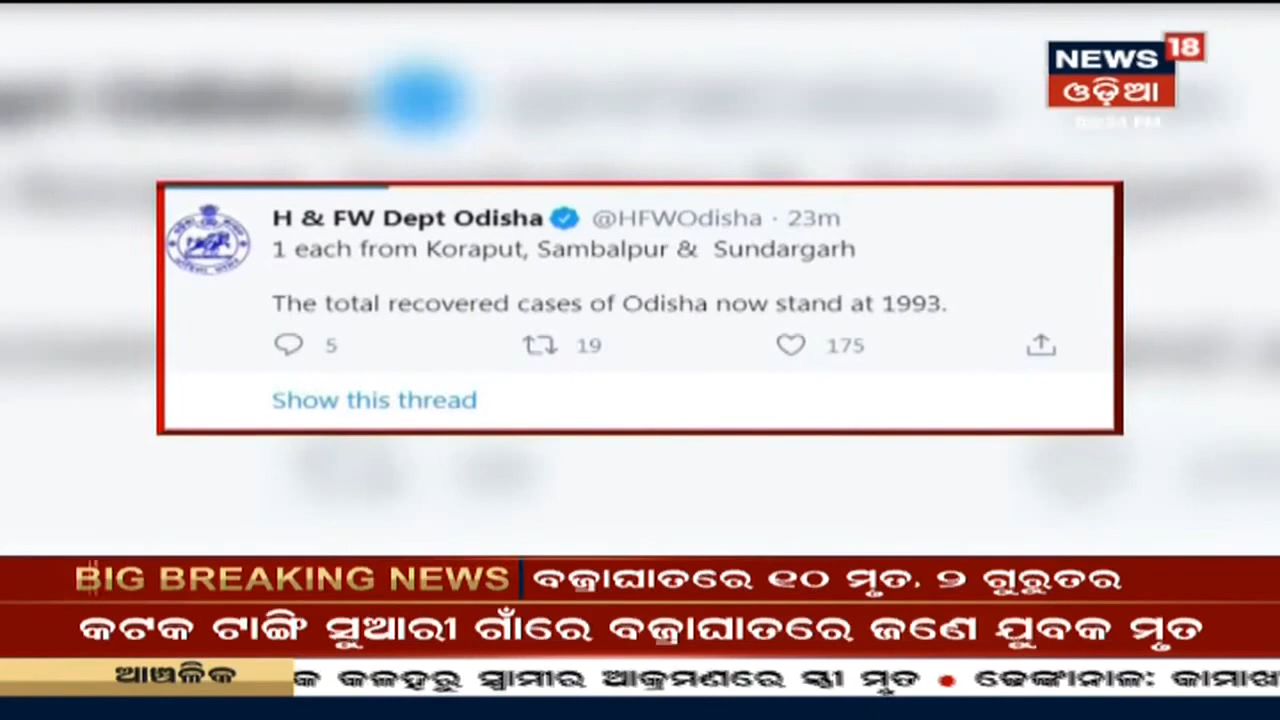 NEWS 18
ଓଡ଼ିଆ
H & FW Dept Odisha @HFWOdisha · 23m
1 each from Koraput, Sambalpur & Sundargarh
The total recovered cases of Odisha now stand at 1993.
5 19 175
Show this thread
BIG BREAKING NEWS ବଜ୍ରାଘାତରେ ୧୦ ମୃତ, ୨ ଗୁରୁତର
କଟକ ଟାଙ୍ଗି ସୁଆରୀ ଗାଁରେ ବଜ୍ରାଘାତରେ ଜଣେ ଯୁବକ ମୃତ
ଆଞ୍ଚଳିକ କ କଳହରୁ ସ୍ୱାମୀର ଆକ୍ରମଣରେ ସ୍ତ୍ରୀ ମୃତ • ଢେଙ୍କାନାଳ: କାମାଖ